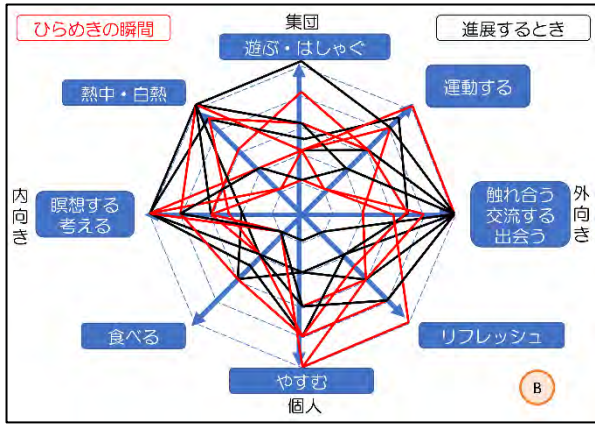 ひらめきの瞬間
集団
進展するとき
遊ぶ・はしゃぐ
熱中・白熱
運動する
内向き
瞑想する
考える
触れ合う
交流する
出会う
外向き
食べる
リフレッシュ
やすむ
個人
B